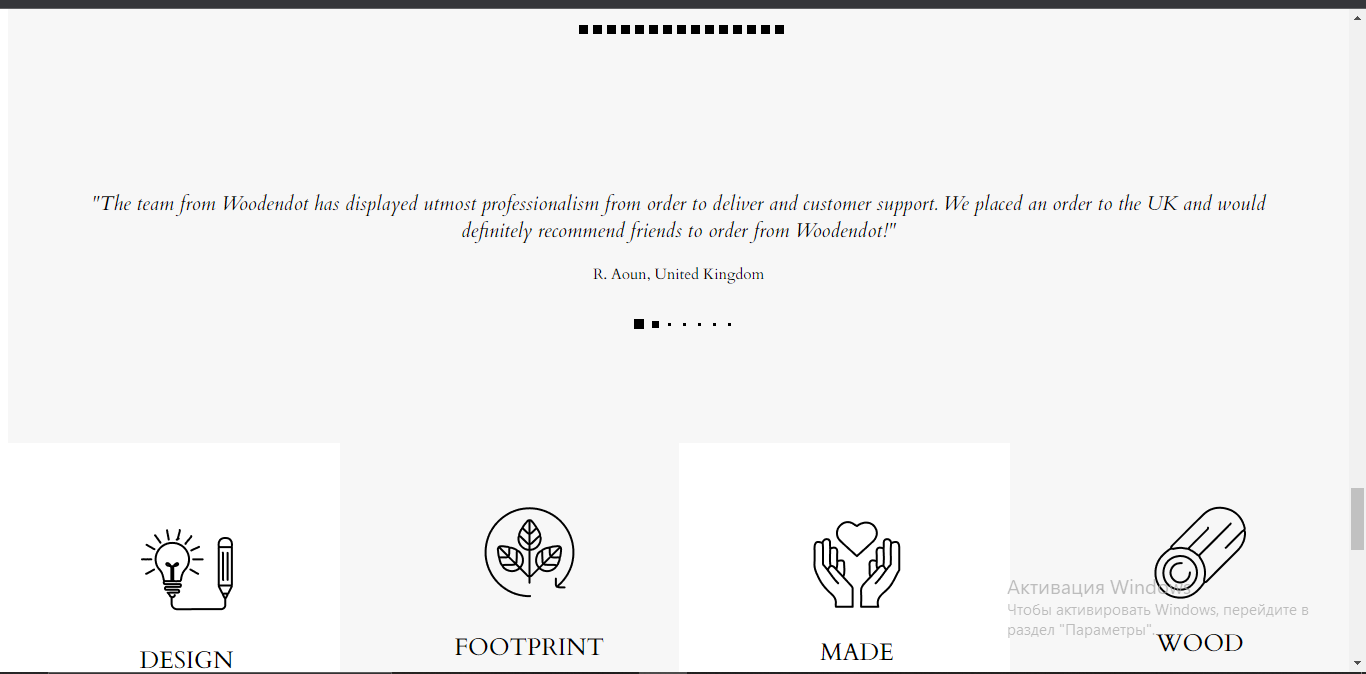 "The team from Woodendot has displayed utmost professionalism from order to deliver and customer support. We placed an order to the UK and would
definitely recommend friends to order from Woodendot!"
R. Aoun, United Kingdom
DESIGN
FOOTPRINT
MADE
WOOD
Активация Windows
Чтобы активировать Windows, перейдите в
раздел "Параметры".